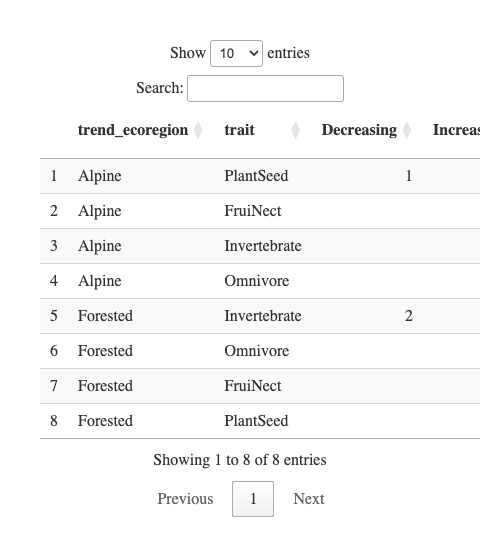 Show 10 entries
Search:
trend_ecoregion trait Decreasing
1 Alpine PlantSeed 1
2 Alpine FruiNect
3 Alpine Invertebrate
4 Alpine Omnivore
5 Forested Invertebrate 2
6 Forested Omnivore
7 Forested FruiNect
8 Forested PlantSeed
Showing 1 to 8 of 8 entries
Previous 1 Next